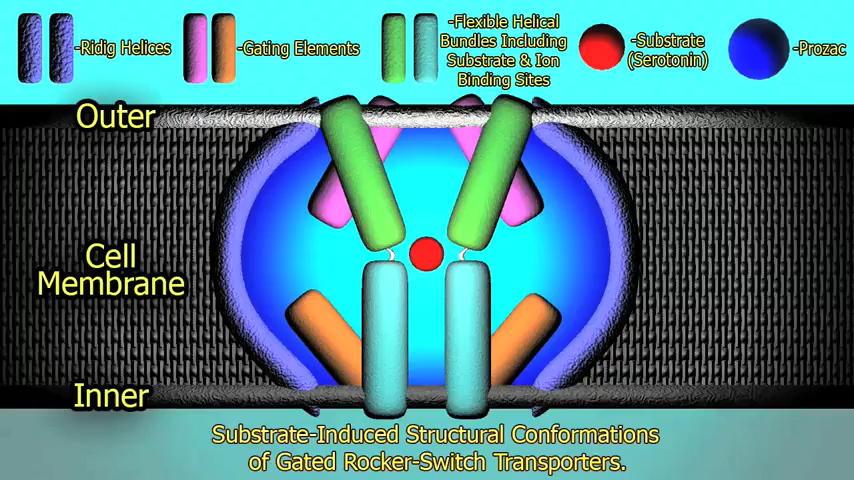 -Ridig Helices
-Gating Elements
-Flexible Helical
Bundles Including
Substrate & Ion
Binding Sites
-Substrate
(Serotonin)
-Prozac
Outer
Cell
Membrane
Inner
Substrate-Induced Structural Conformations
of Gated Rocker-Switch Transporters.